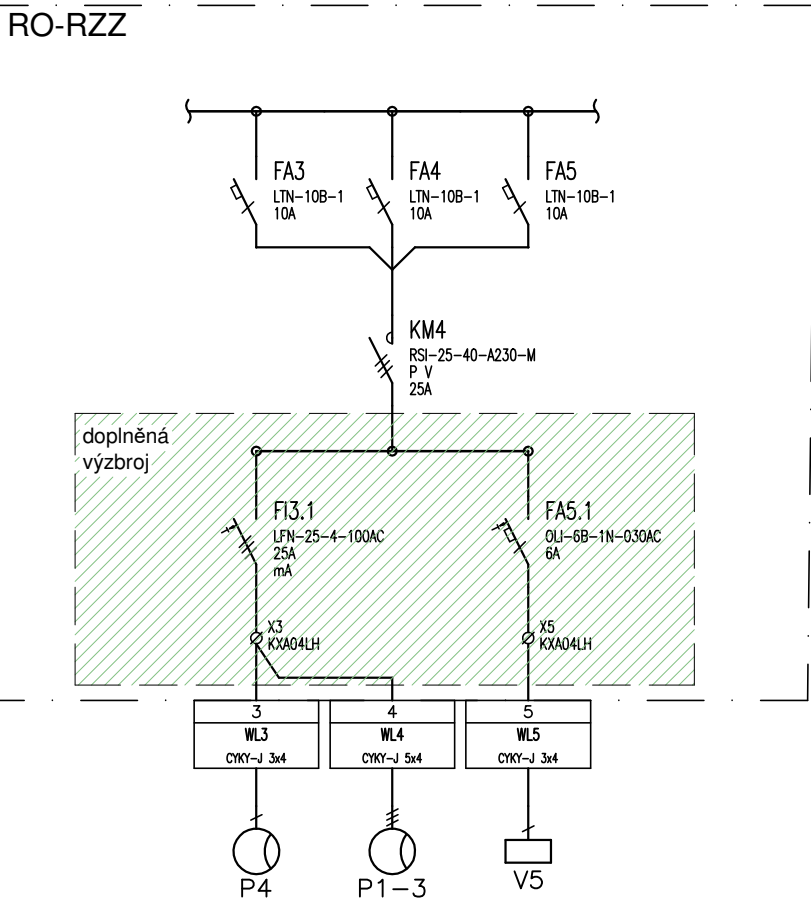 RO-RZZ
FA3
LTN-10B-1
10A
FA4
LTN-10B-1
10A
FA5
LTN-10B-1
10A
KM4
RSI-25-40-A230-M
P V
25A
doplněná
výzbroj
FI3.1
LFN-25-4-100AC
25A
mA
FA5.1
OLI-6B-1N-030AC
6A
X3
KXA04LH
X5
KXA04LH
3
WL3
CYKY-J 3x4
4
WL4
CYKY-J 5x4
5
WL5
CYKY-J 3x4
P4
P1-3
V5